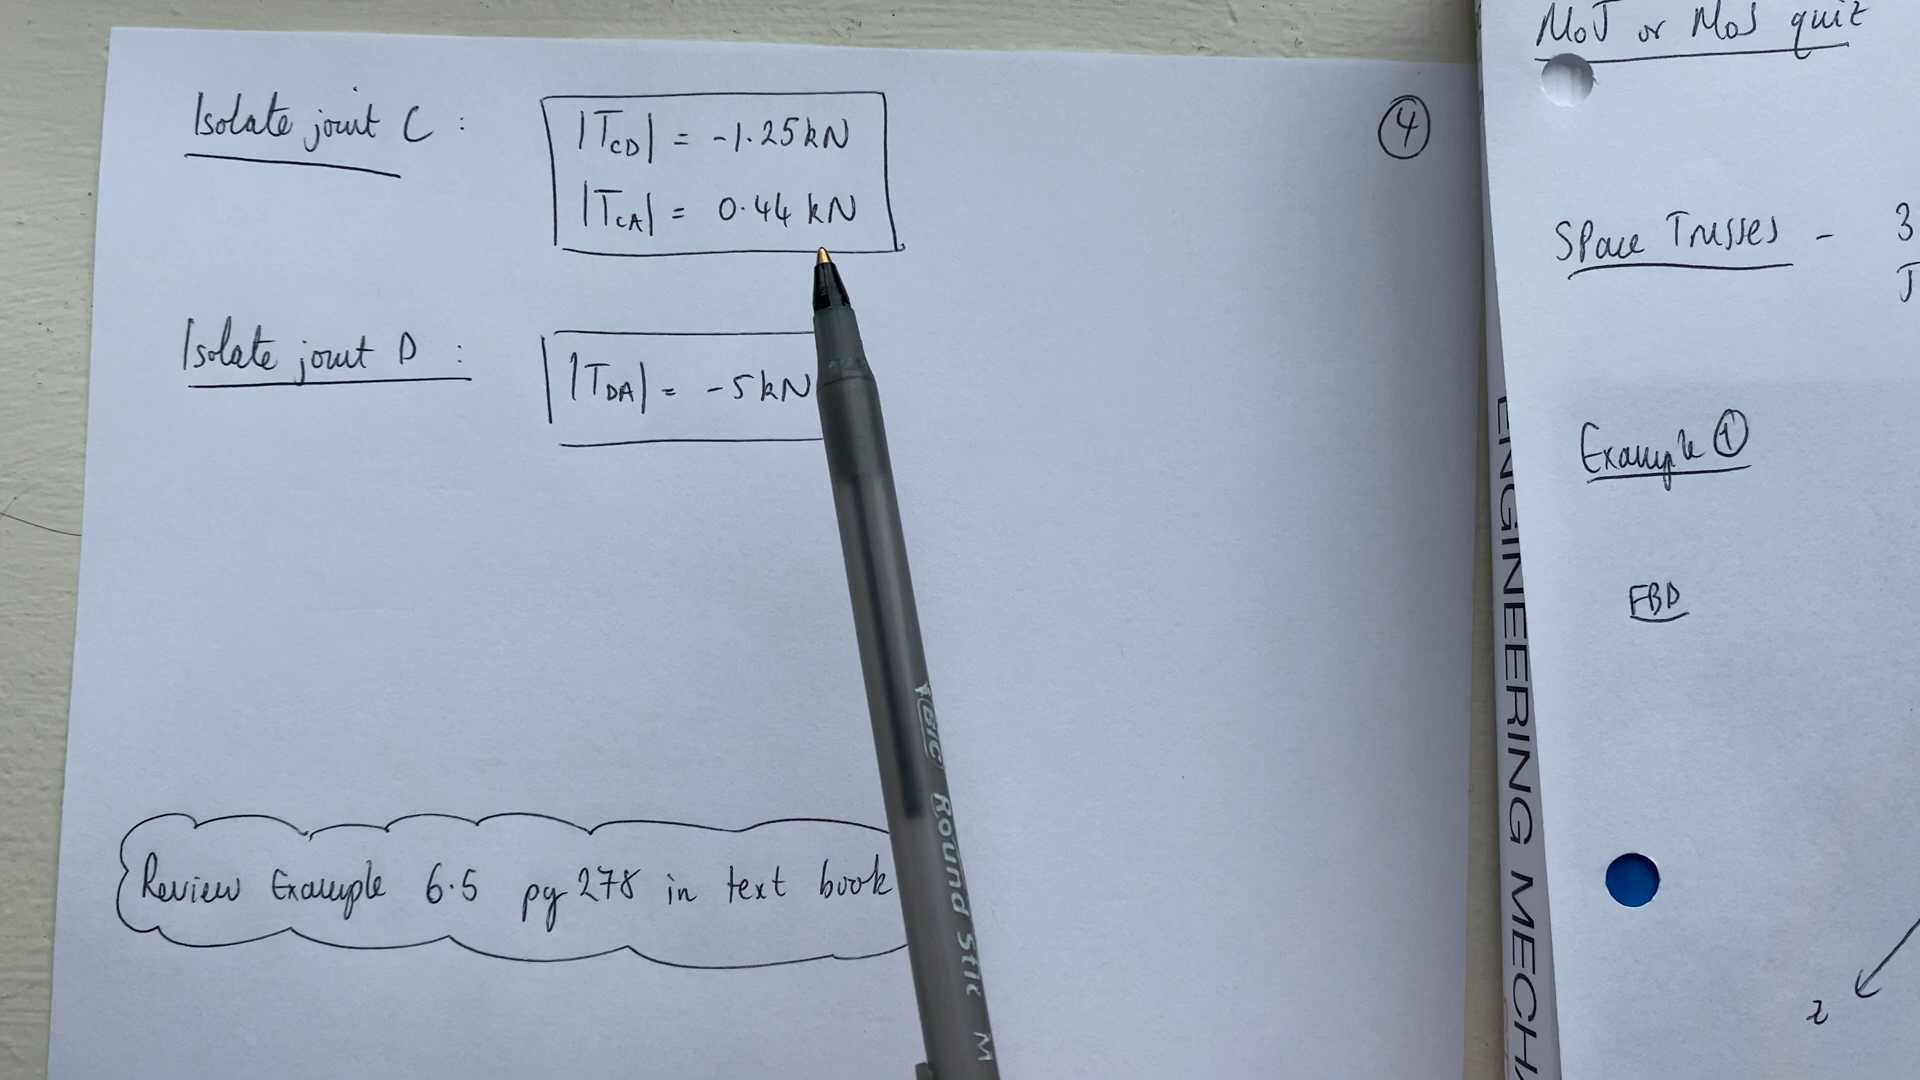 Isolate joint C :
|T_CD| = -1.25 kN
|T_CA| = 0.44 kN
4
Isolate joint D :
|T_DA| = -5 kN
Review Example 6.5 pg 278 in text book
BIC Round Stic M
MoJ or MoS quiz
Space Trusses - 3
J
Example 1
FBD
z
ENGINEERING MECH